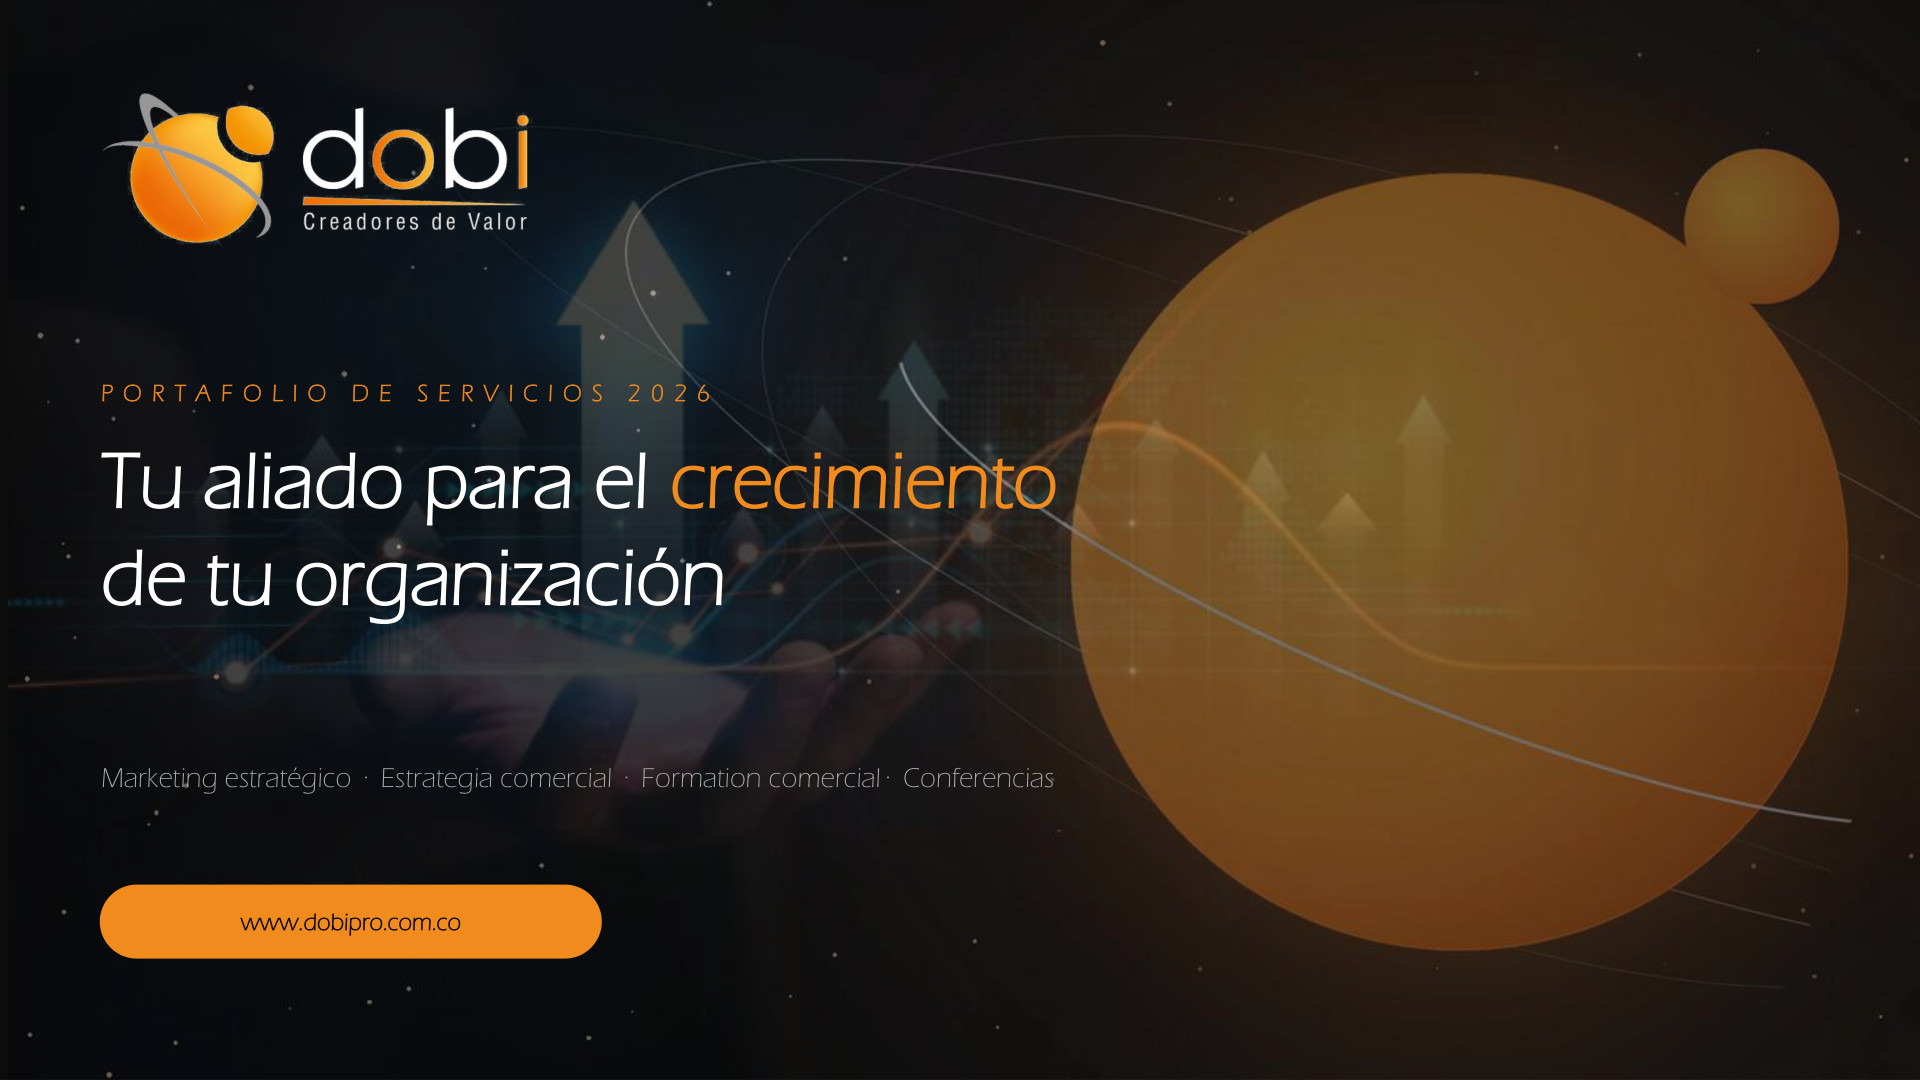 dobi
Creadores de Valor
PORTAFOLIO DE SERVICIOS 2026
Tu aliado para el crecimiento
de tu organización
Marketing estratégico · Estrategia comercial · Formation comercial · Conferencias
www.dobipro.com.co